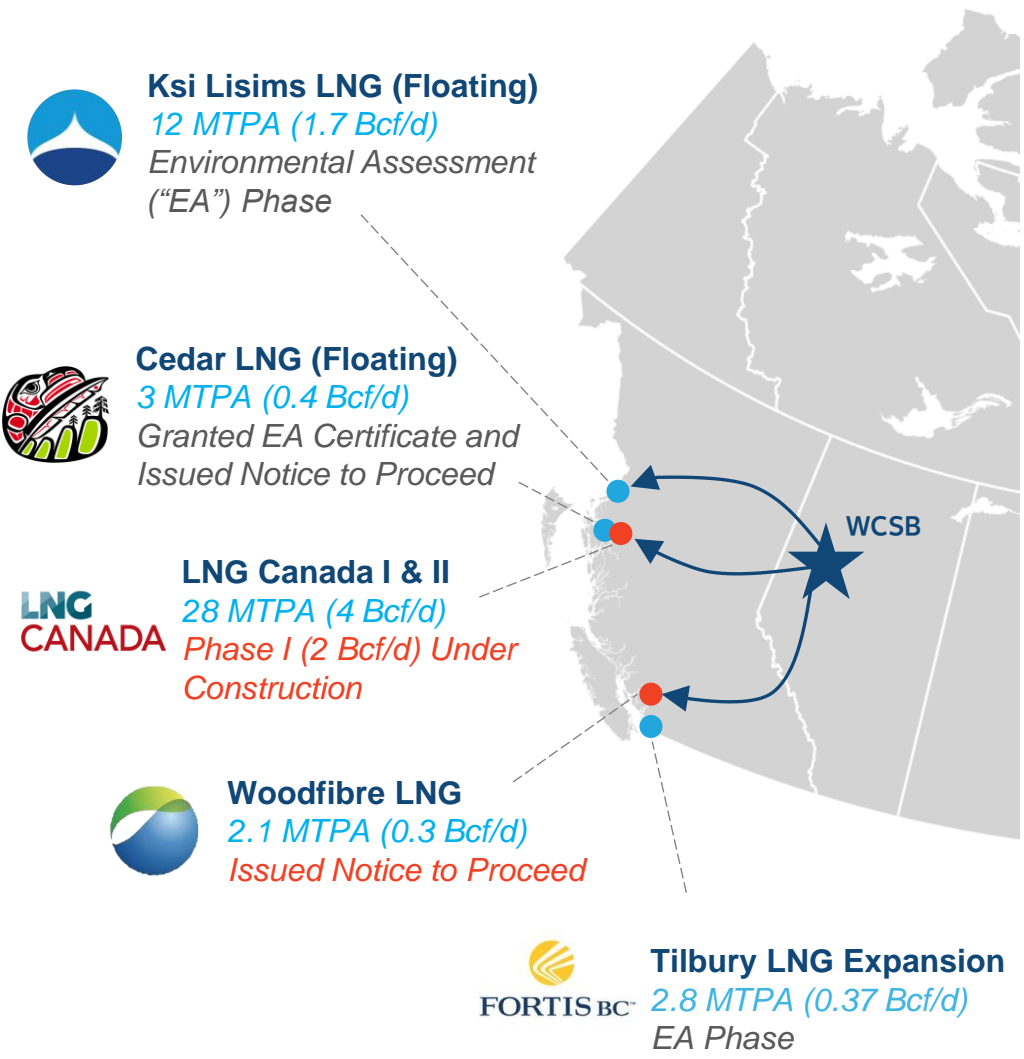 Ksi Lisims LNG (Floating)
12 MTPA (1.7 Bcf/d)
Environmental Assessment
(“EA”) Phase
Cedar LNG (Floating)
3 MTPA (0.4 Bcf/d)
Granted EA Certificate and
Issued Notice to Proceed
WCSB
LNG
CANADA
LNG Canada I & II
28 MTPA (4 Bcf/d)
Phase I (2 Bcf/d) Under
Construction
Woodfibre LNG
2.1 MTPA (0.3 Bcf/d)
Issued Notice to Proceed
FORTIS BC™
Tilbury LNG Expansion
2.8 MTPA (0.37 Bcf/d)
EA Phase